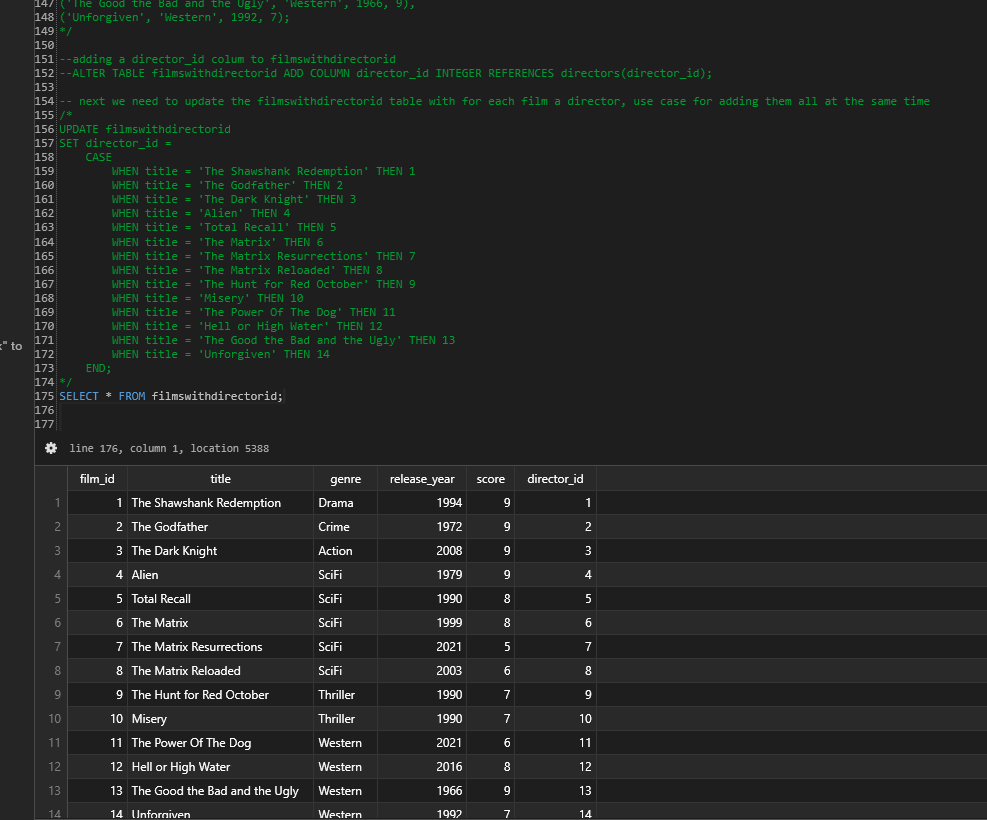 147 ('The Good the Bad and the Ugly', 'Western', 1966, 9),
148 ('Unforgiven', 'Western', 1992, 7);
149 */
150
151 --adding a director_id colum to filmswithdirectorid
152 --ALTER TABLE filmswithdirectorid ADD COLUMN director_id INTEGER REFERENCES directors(director_id);
153
154 -- next we need to update the filmswithdirectorid table with for each film a director, use case for adding them all at the same time
155 /*
156 UPDATE filmswithdirectorid
157 SET director_id =
158 CASE
159 WHEN title = 'The Shawshank Redemption' THEN 1
160 WHEN title = 'The Godfather' THEN 2
161 WHEN title = 'The Dark Knight' THEN 3
162 WHEN title = 'Alien' THEN 4
163 WHEN title = 'Total Recall' THEN 5
164 WHEN title = 'The Matrix' THEN 6
165 WHEN title = 'The Matrix Resurrections' THEN 7
166 WHEN title = 'The Matrix Reloaded' THEN 8
167 WHEN title = 'The Hunt for Red October' THEN 9
168 WHEN title = 'Misery' THEN 10
169 WHEN title = 'The Power Of The Dog' THEN 11
170 WHEN title = 'Hell or High Water' THEN 12
" to
171 WHEN title = 'The Good the Bad and the Ugly' THEN 13
172 WHEN title = 'Unforgiven' THEN 14
173 END;
174 */
175 SELECT * FROM filmswithdirectorid;
176
177
line 176, column 1, location 5388
film_id title genre release_year score director_id
1 1 The Shawshank Redemption Drama 1994 9 1
2 2 The Godfather Crime 1972 9 2
3 3 The Dark Knight Action 2008 9 3
4 4 Alien SciFi 1979 9 4
5 5 Total Recall SciFi 1990 8 5
6 6 The Matrix SciFi 1999 8 6
7 7 The Matrix Resurrections SciFi 2021 5 7
8 8 The Matrix Reloaded SciFi 2003 6 8
9 9 The Hunt for Red October Thriller 1990 7 9
10 10 Misery Thriller 1990 7 10
11 11 The Power Of The Dog Western 2021 6 11
12 12 Hell or High Water Western 2016 8 12
13 13 The Good the Bad and the Ugly Western 1966 9 13
14 14 Unforgiven Western 1992 7 14